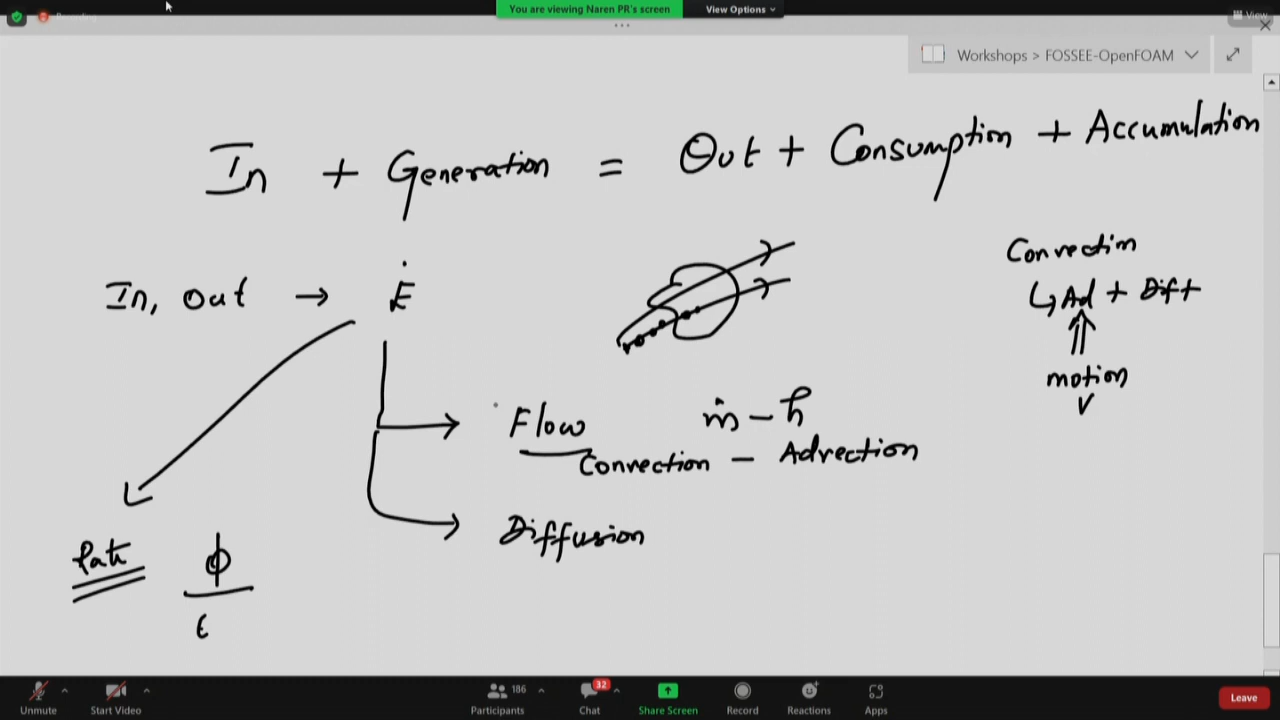 You are viewing Naren PR's screen View Options
Recording
View
Workshops > FOSSEE-OpenFOAM
In + Generation = Out + Consumption + Accumulation
In, out → Ė
Convection
↳ Ad + Diff
motion
V
Flow ṁ - h
Convection - Advection
Diffusion
Rate ϕ
Unmute Start Video Participants 186 Chat 32 Share Screen Record Reactions Apps Leave